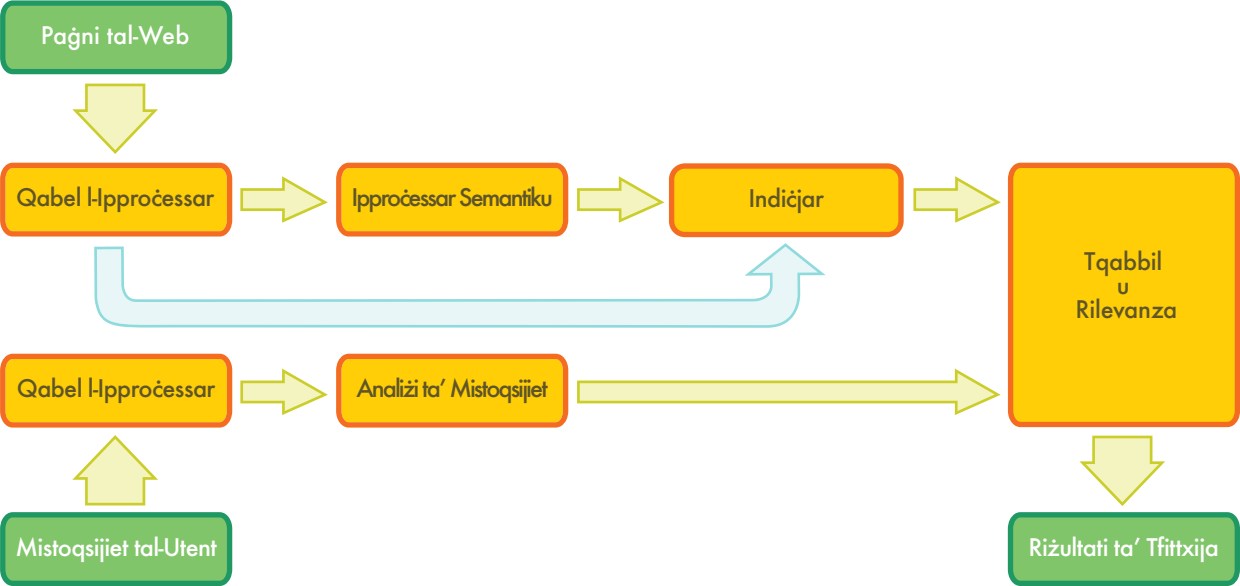 Paġni tal-Web
Qabel l-Ipproċessar
Ipproċessar Semantiku
Indiċjar
Tqabbil
u
Rilevanza
Qabel l-Ipproċessar
Analiżi ta’ Mistoqsijiet
Mistoqsijiet tal-Utent
Riżultati ta’ Tfittxija